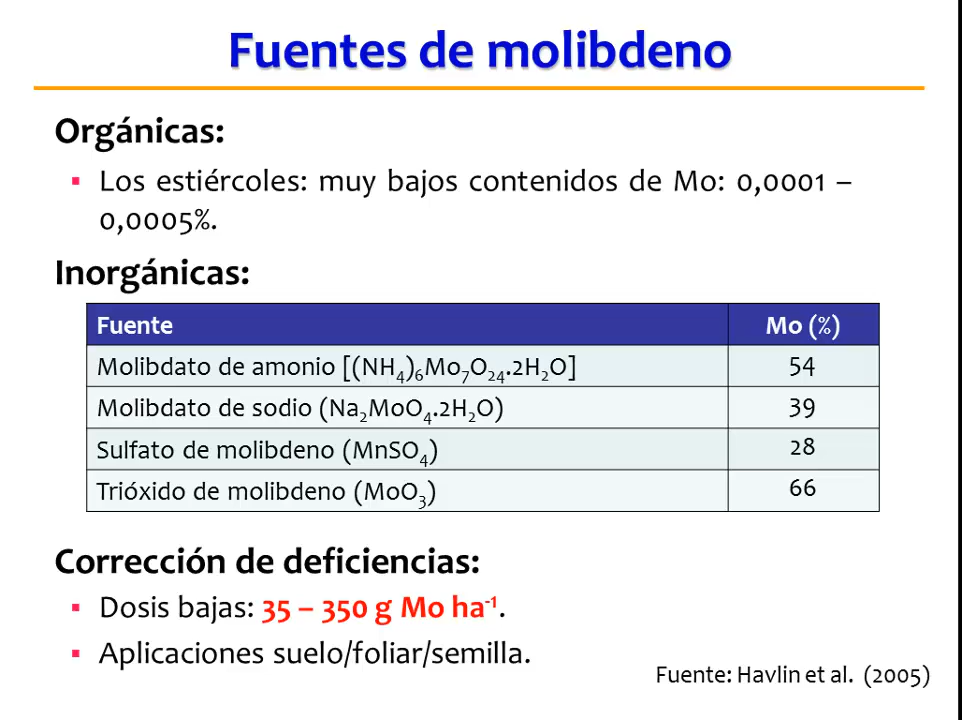 Fuentes de molibdeno
Orgánicas:
▪ Los estiércoles: muy bajos contenidos de Mo: 0,0001 –
0,0005%.
Inorgánicas:
Fuente Mo (%)
Molibdato de amonio [(NH₄)₆Mo₇O₂₄.2H₂O] 54
Molibdato de sodio (Na₂MoO₄.2H₂O) 39
Sulfato de molibdeno (MnSO₄) 28
Trióxido de molibdeno (MoO₃) 66
Corrección de deficiencias:
▪ Dosis bajas: 35 – 350 g Mo ha⁻¹.
▪ Aplicaciones suelo/foliar/semilla.
Fuente: Havlin et al. (2005)